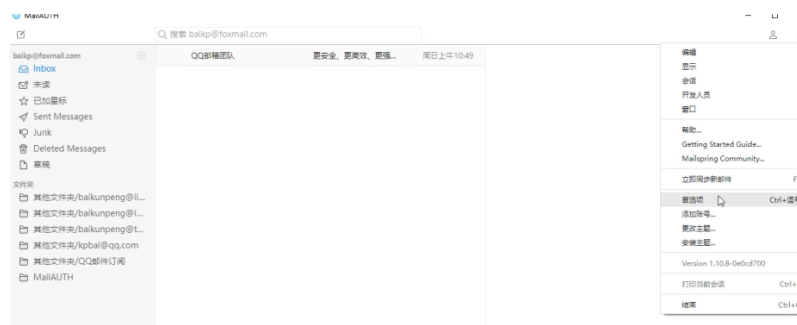 MailAUTH
搜索 baikp@foxmail.com
baikp@foxmail.com
Inbox
未读
已加星标
Sent Messages
Junk
Deleted Messages
草稿
文件夹
其他文件夹/baikunpeng@ii...
其他文件夹/baikunpeng@i...
其他文件夹/baikunpeng@t...
其他文件夹/kpbai@qq.com
其他文件夹/QQ邮件订阅
MailAUTH
QQ邮箱团队 更安全、更高效、更强... 周日上午10:49
编辑
显示
会话
开发人员
窗口
帮助...
Getting Started Guide...
Mailspring Community...
立即同步新邮件 F
首选项 Ctrl+逗号
添加账号...
更改主题...
安装主题...
Version 1.10.8-0e0cd700
打印当前会话 Ctrl+
结束 Ctrl+